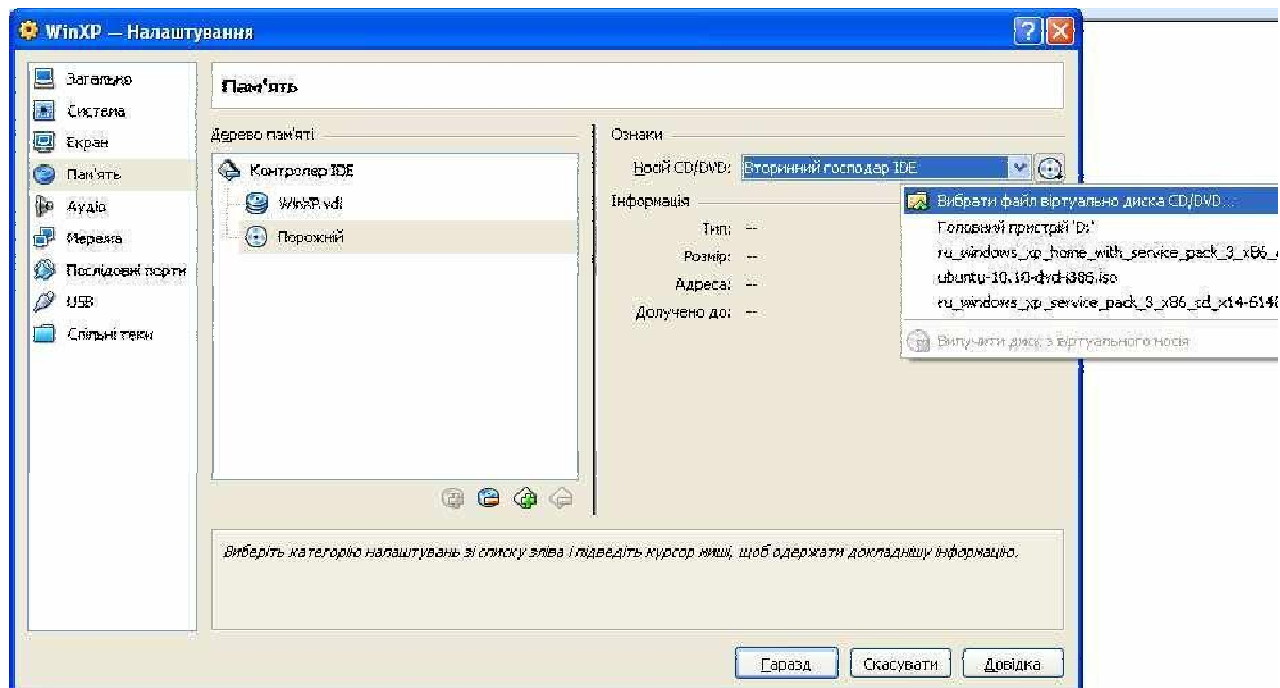 WinXP — Налаштування
Загально
Система
Екран
Пам'ять
Аудіо
Мережа
Послідовні порти
USB
Спільні теки
Пам'ять
Дерево пам'яті
Контролер IDE
WinXP.vdi
Порожній
Ознаки
Носій CD/DVD: Вторинний господар IDE
Інформація
Тип: --
Розмір: --
Адреса: --
Долучено до: --
Вибрати файл віртуально диска CD/DVD ...
Головний пристрій 'D:'
ru_windows_xp_home_with_service_pack_3_x86_
ubuntu-10.10-dvd-i386.iso
ru_windows_xp_service_pack_3_x86_cd_x14-6148
Вилучити диск з віртуального носія
Виберіть категорію налаштувань зі списку зліва і підведіть курсор миші, щоб одержати докладнішу інформацію.
Гаразд
Скасувати
Довідка